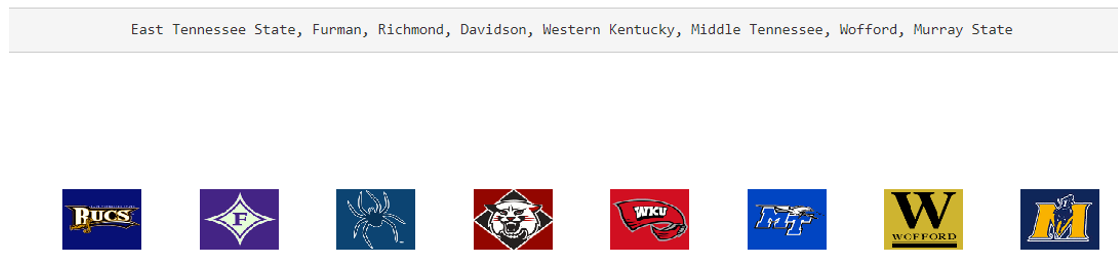 East Tennessee State, Furman, Richmond, Davidson, Western Kentucky, Middle Tennessee, Wofford, Murray State
BUCS
F
WKU
MT
W
WOFFORD
M